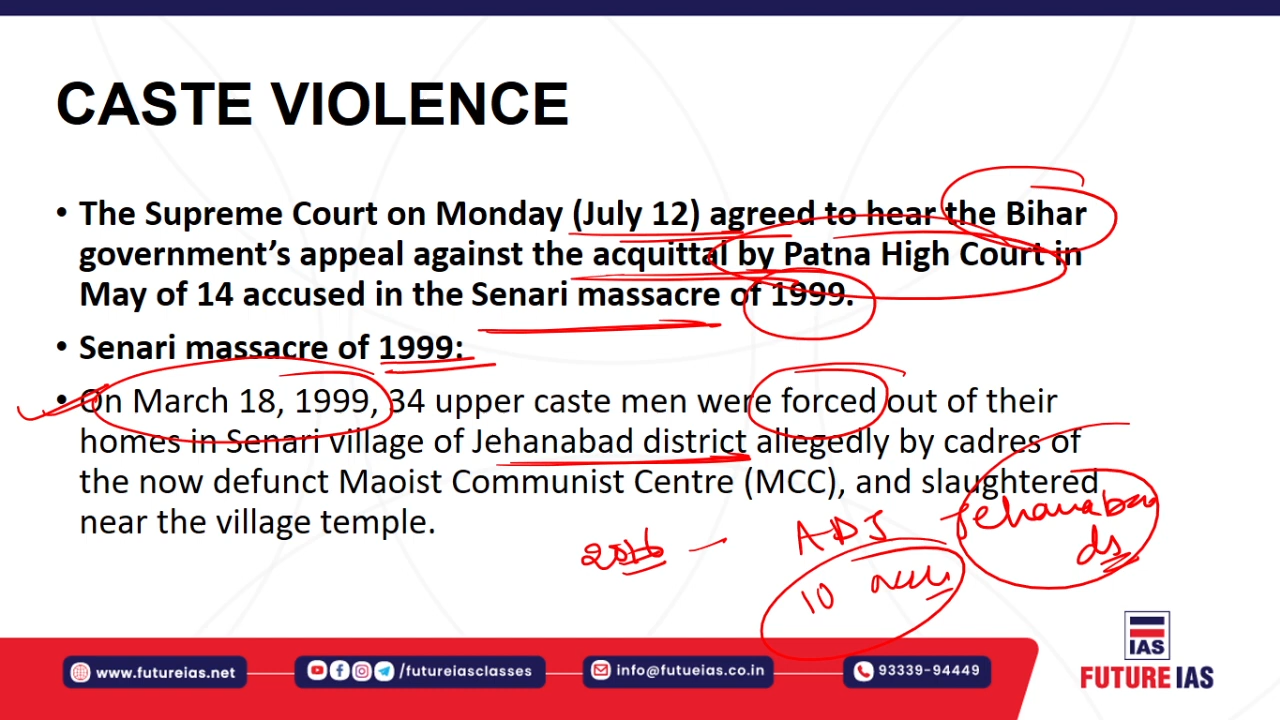 CASTE VIOLENCE
• The Supreme Court on Monday (July 12) agreed to hear the Bihar
government’s appeal against the acquittal by Patna High Court in
May of 14 accused in the Senari massacre of 1999.
• Senari massacre of 1999:
• On March 18, 1999, 34 upper caste men were forced out of their
homes in Senari village of Jehanabad district allegedly by cadres of
the now defunct Maoist Communist Centre (MCC), and slaughtered
near the village temple.
2016 – ADJ Jehanabad
10
IAS
FUTURE IAS
www.futureias.net /futureiasclasses info@futueias.co.in 93339-94449